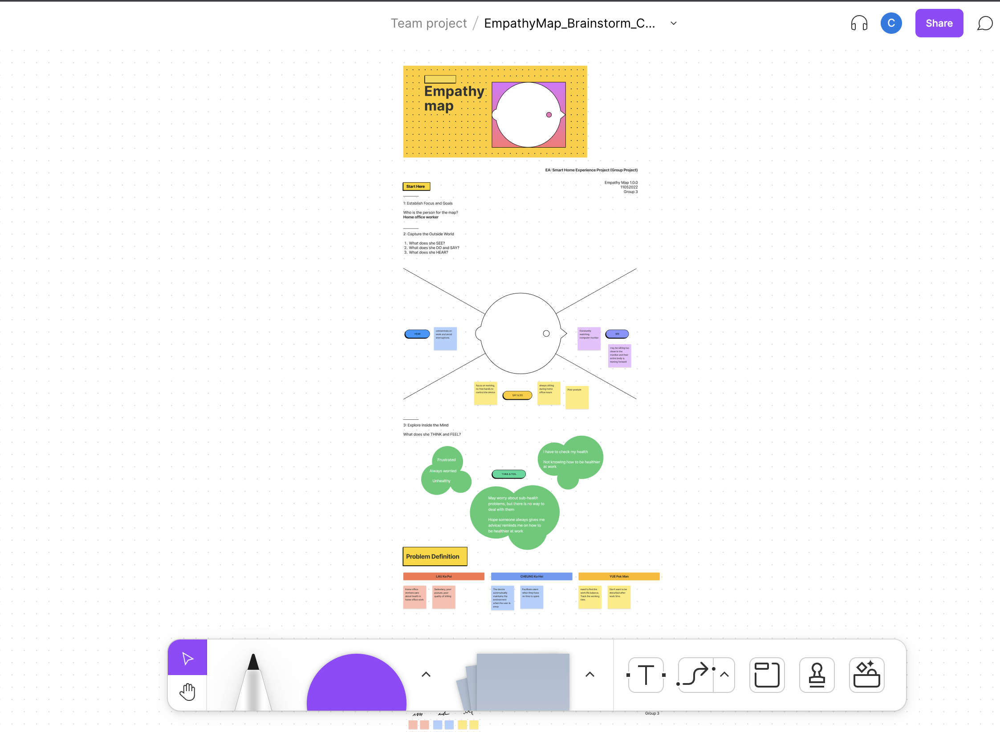 Team project / EmpathyMap_Brainstorm_C...
C
Share
Empathy
map
EA: Smart Home Experience Project (Group Project)
Start Here
Empathy Map 1.0.0
11052022
Group 3
1: Establish Focus and Goals
Who is the person for the map?
Home office worker
2: Capture the Outside World
1. What does she SEE?
2. What does she DO and SAY?
3. What does she HEAR?
HEAR
concentrate on
work and avoid
interruptions
Constantly
watching
computer monitor
SEE
may be sitting too
close to the
monitor and their
entire body is
leaning forward
focus on working,
no free hands to
control the device
SAY & DO
always sitting
during home
office hours
Poor posture
3: Explore Inside the Mind
What does she THINK and FEEL?
Frustrated
Always worried
Unhealthy
I have to check my health
Not knowing how to be healthier
at work
THINK & FEEL
May worry about sub-health
problems, but there is no way to
deal with them
Hope someone always gives me
advice/ reminds me on how to
be healthier at work
Problem Definition
LAU Ka Pui
CHEUNG Ka Hei
YUE Pok Man
Home office
workers care
about health in
home office work
Sedentary, poor
posture, poor
quality of sitting
The device
automatically
maintains the
environment
when the user is
away
Facilitate users
when they have
no time to spare
need to find the
work life balance,
Track the working
time.
Don't want to be
disturbed after
work time.
T
Group 3